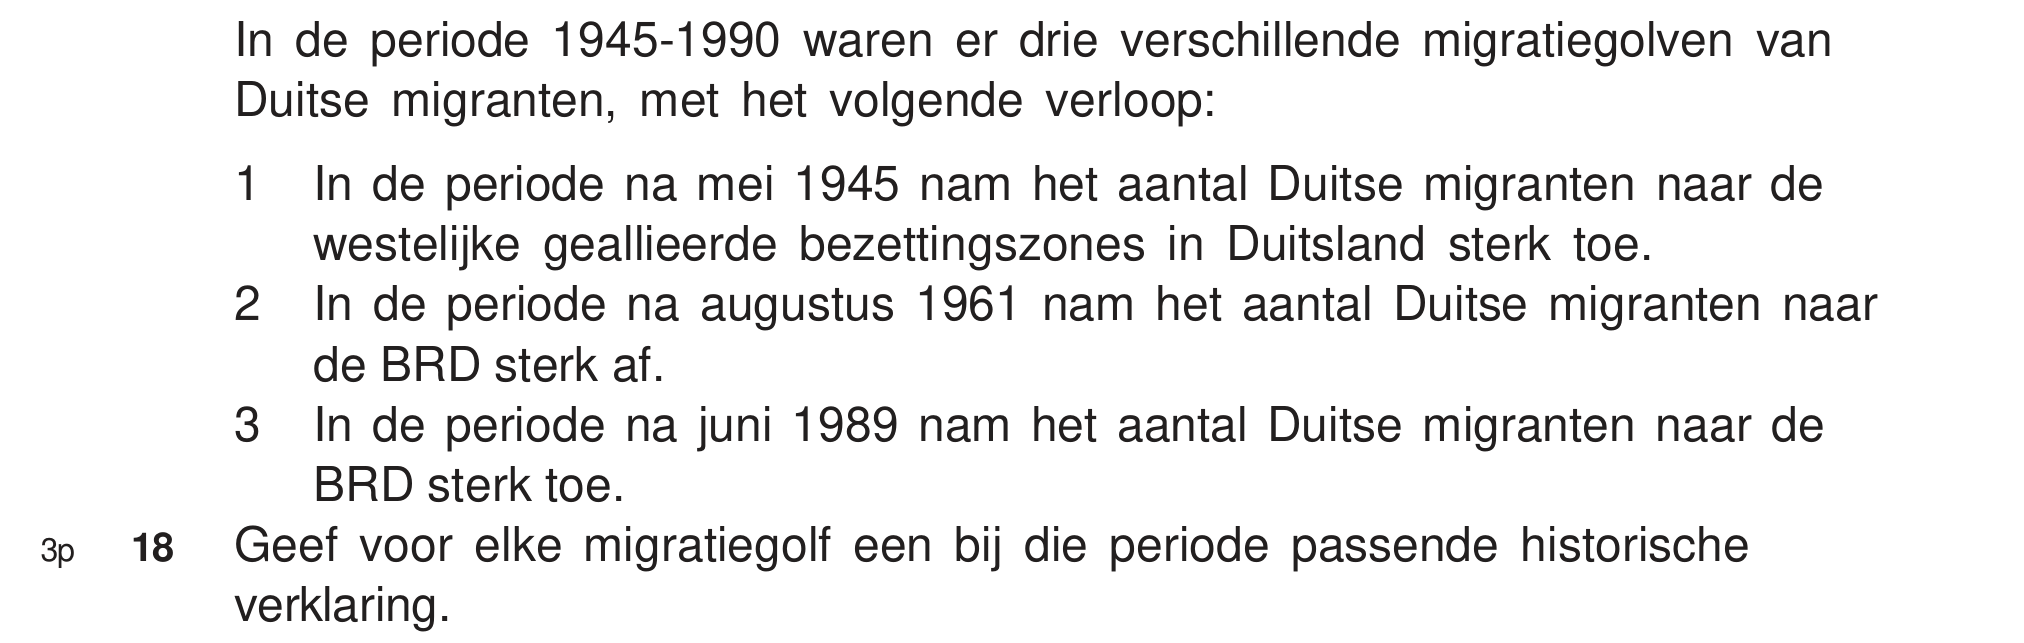 In de periode 1945-1990 waren er drie verschillende migratiegolven van
Duitse migranten, met het volgende verloop:
1 In de periode na mei 1945 nam het aantal Duitse migranten naar de
westelijke geallieerde bezettingszones in Duitsland sterk toe.
2 In de periode na augustus 1961 nam het aantal Duitse migranten naar
de BRD sterk af.
3 In de periode na juni 1989 nam het aantal Duitse migranten naar de
BRD sterk toe.
3p 18 Geef voor elke migratiegolf een bij die periode passende historische
verklaring.